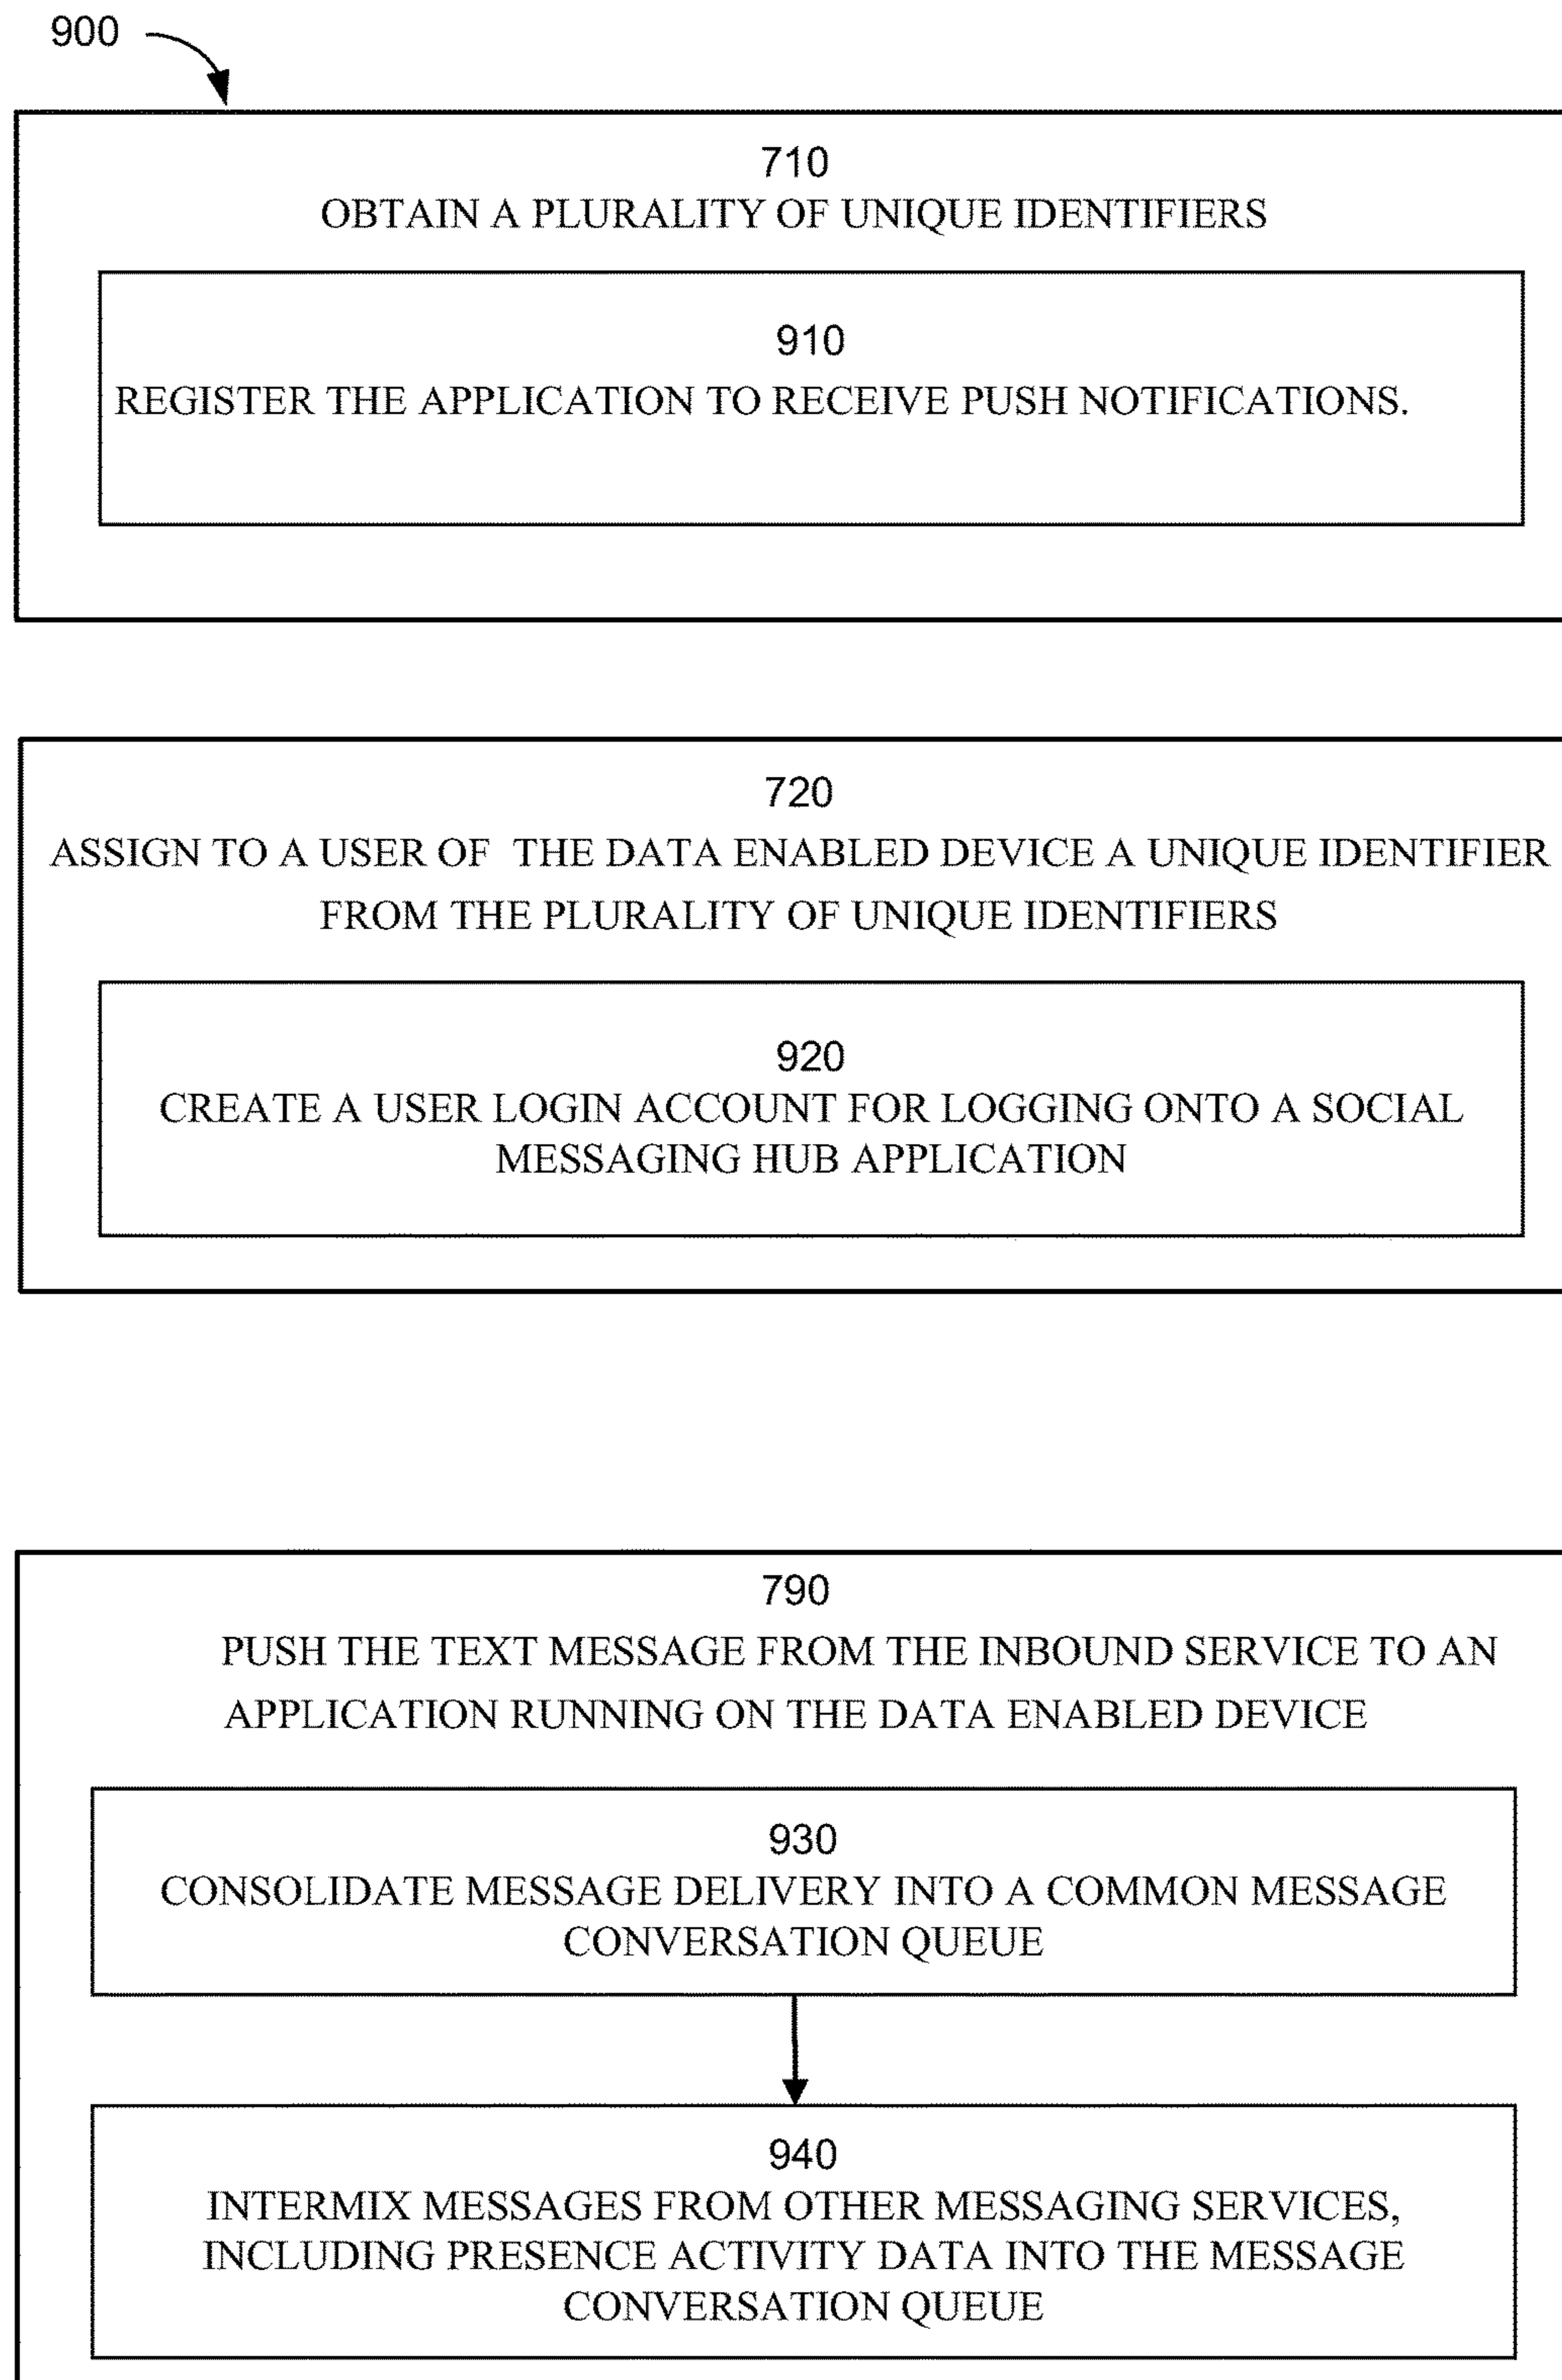 900
710
OBTAIN A PLURALITY OF UNIQUE IDENTIFIERS
910
REGISTER THE APPLICATION TO RECEIVE PUSH NOTIFICATIONS.
720
ASSIGN TO A USER OF THE DATA ENABLED DEVICE A UNIQUE IDENTIFIER
FROM THE PLURALITY OF UNIQUE IDENTIFIERS
920
CREATE A USER LOGIN ACCOUNT FOR LOGGING ONTO A SOCIAL
MESSAGING HUB APPLICATION
790
PUSH THE TEXT MESSAGE FROM THE INBOUND SERVICE TO AN
APPLICATION RUNNING ON THE DATA ENABLED DEVICE
930
CONSOLIDATE MESSAGE DELIVERY INTO A COMMON MESSAGE
CONVERSATION QUEUE
940
INTERMIX MESSAGES FROM OTHER MESSAGING SERVICES,
INCLUDING PRESENCE ACTIVITY DATA INTO THE MESSAGE
CONVERSATION QUEUE